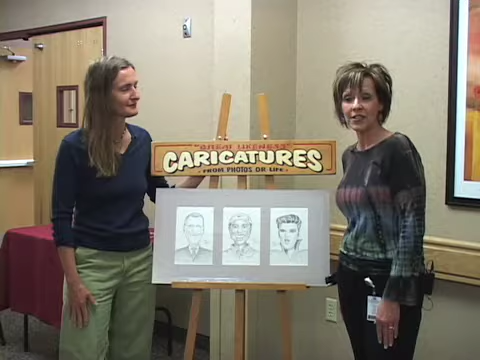 "GREAT LIKENESS"
CARICATURES
- FROM PHOTOS OR LIFE -